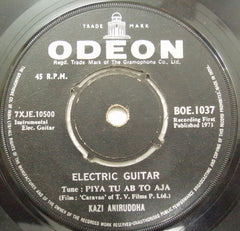 TRADE MARK
ODEON
Regd. Trade Mark of The Gramophone Co. Ltd.
45 R.P.M.
7XJE.10500
Instrumental
Elec. Guitar
BOE.1037
Recording First
Published 1971
ELECTRIC GUITAR
Tune : PIYA TU AB TO AJA
(Film : 'Caravan' of T. V. Films P. Ltd.)
KAZI ANIRUDDHA